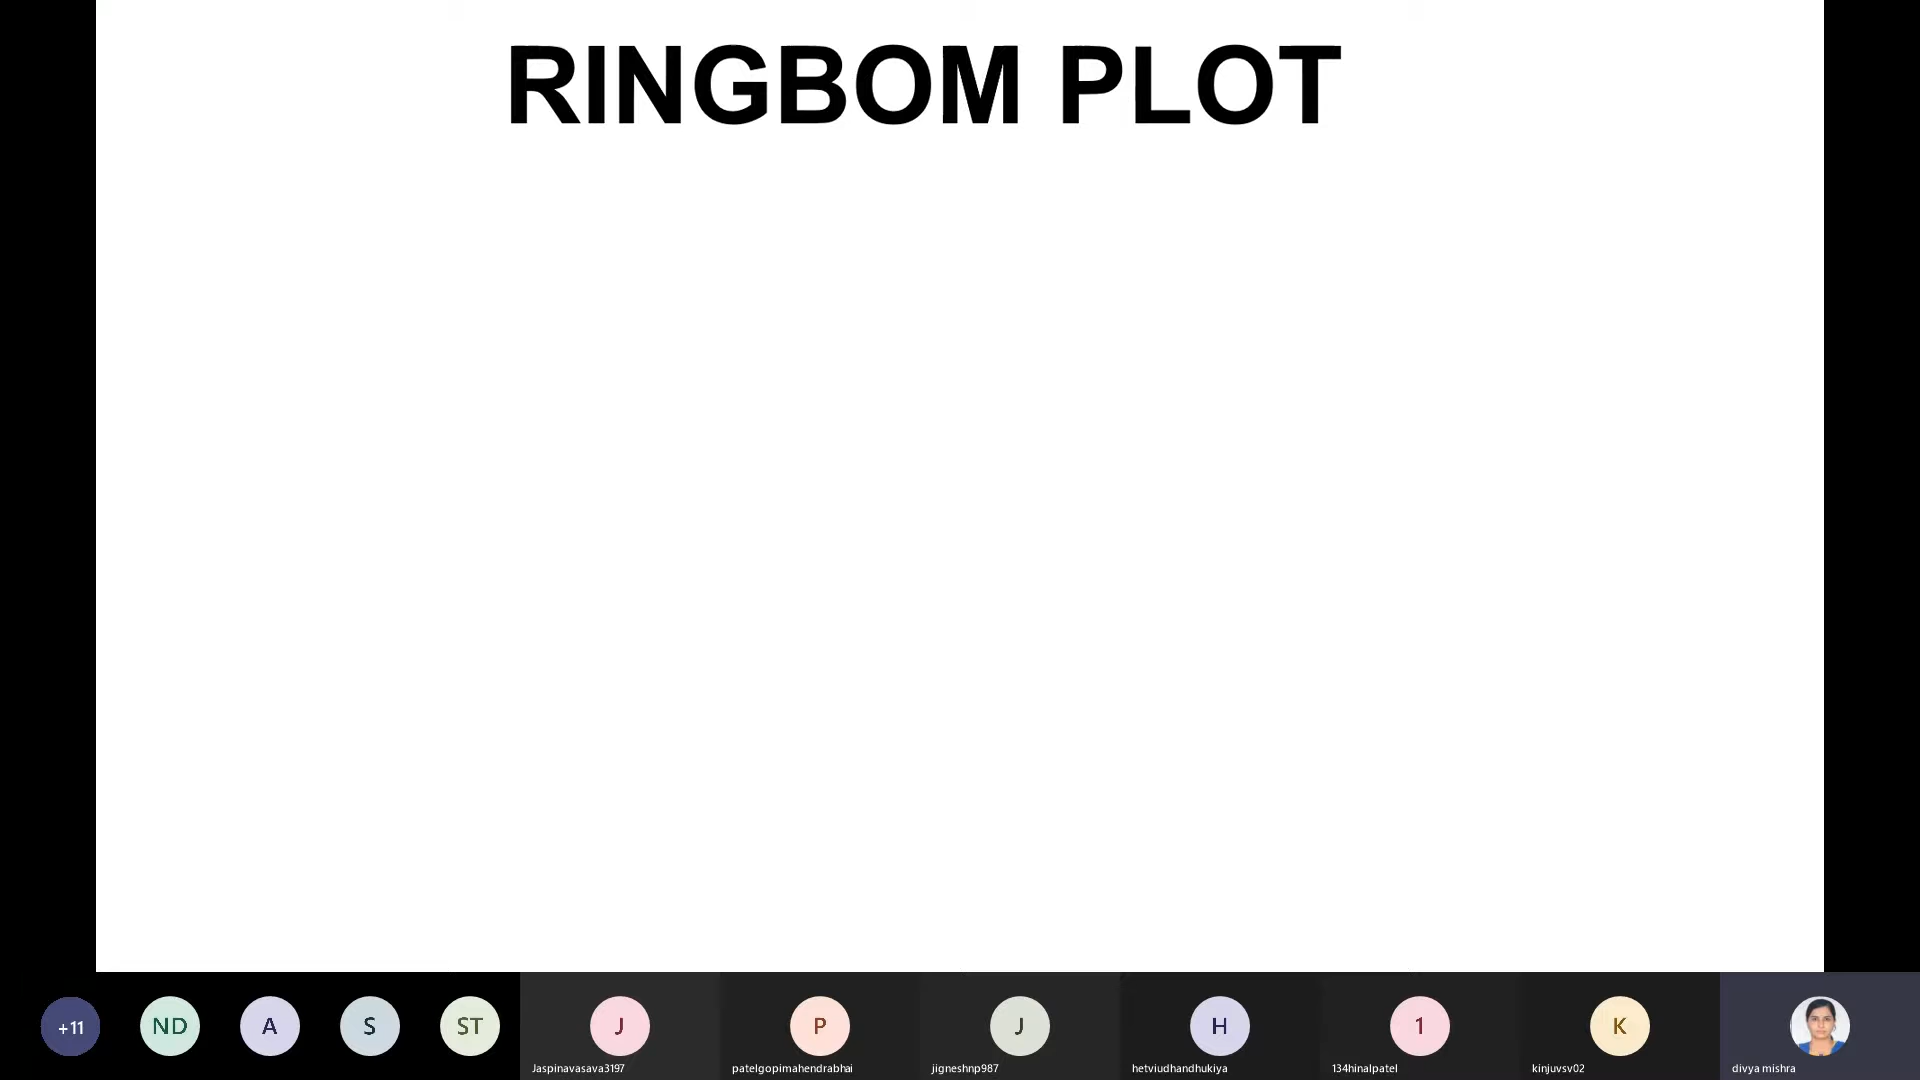 RINGBOM PLOT
+11
ND
A
S
ST
J
P
J
H
1
K
Jaspinavasava3197
patelgopimahendrabhai
jigneshnp987
hetviudhandhukiya
134hinalpatel
kinjuvsv02
divya mishra